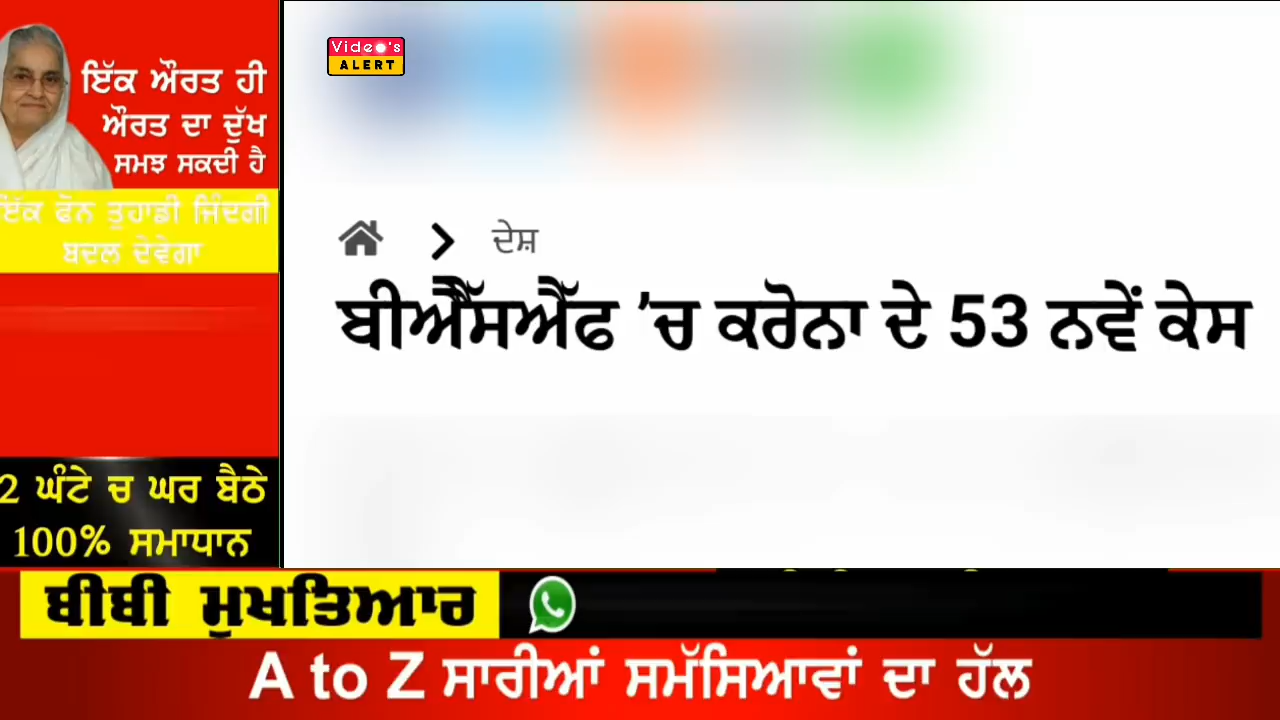 ਇੱਕ ਔਰਤ ਹੀ
ਔਰਤ ਦਾ ਦੁੱਖ
ਸਮਝ ਸਕਦੀ ਹੈ
ਇੱਕ ਫੋਨ ਤੁਹਾਡੀ ਜਿੰਦਗੀ
ਬਦਲ ਦੇਵੇਗਾ
2 ਘੰਟੇ ਚ ਘਰ ਬੈਠੇ
100% ਸਮਾਧਾਨ
Video's
ALERT
ਦੇਸ਼
ਬੀਐੱਸਐੱਫ ’ਚ ਕਰੋਨਾ ਦੇ 53 ਨਵੇਂ ਕੇਸ
ਬੀਬੀ ਮੁਖਤਿਆਰ
A to Z ਸਾਰੀਆਂ ਸਮੱਸਿਆਵਾਂ ਦਾ ਹੱਲ